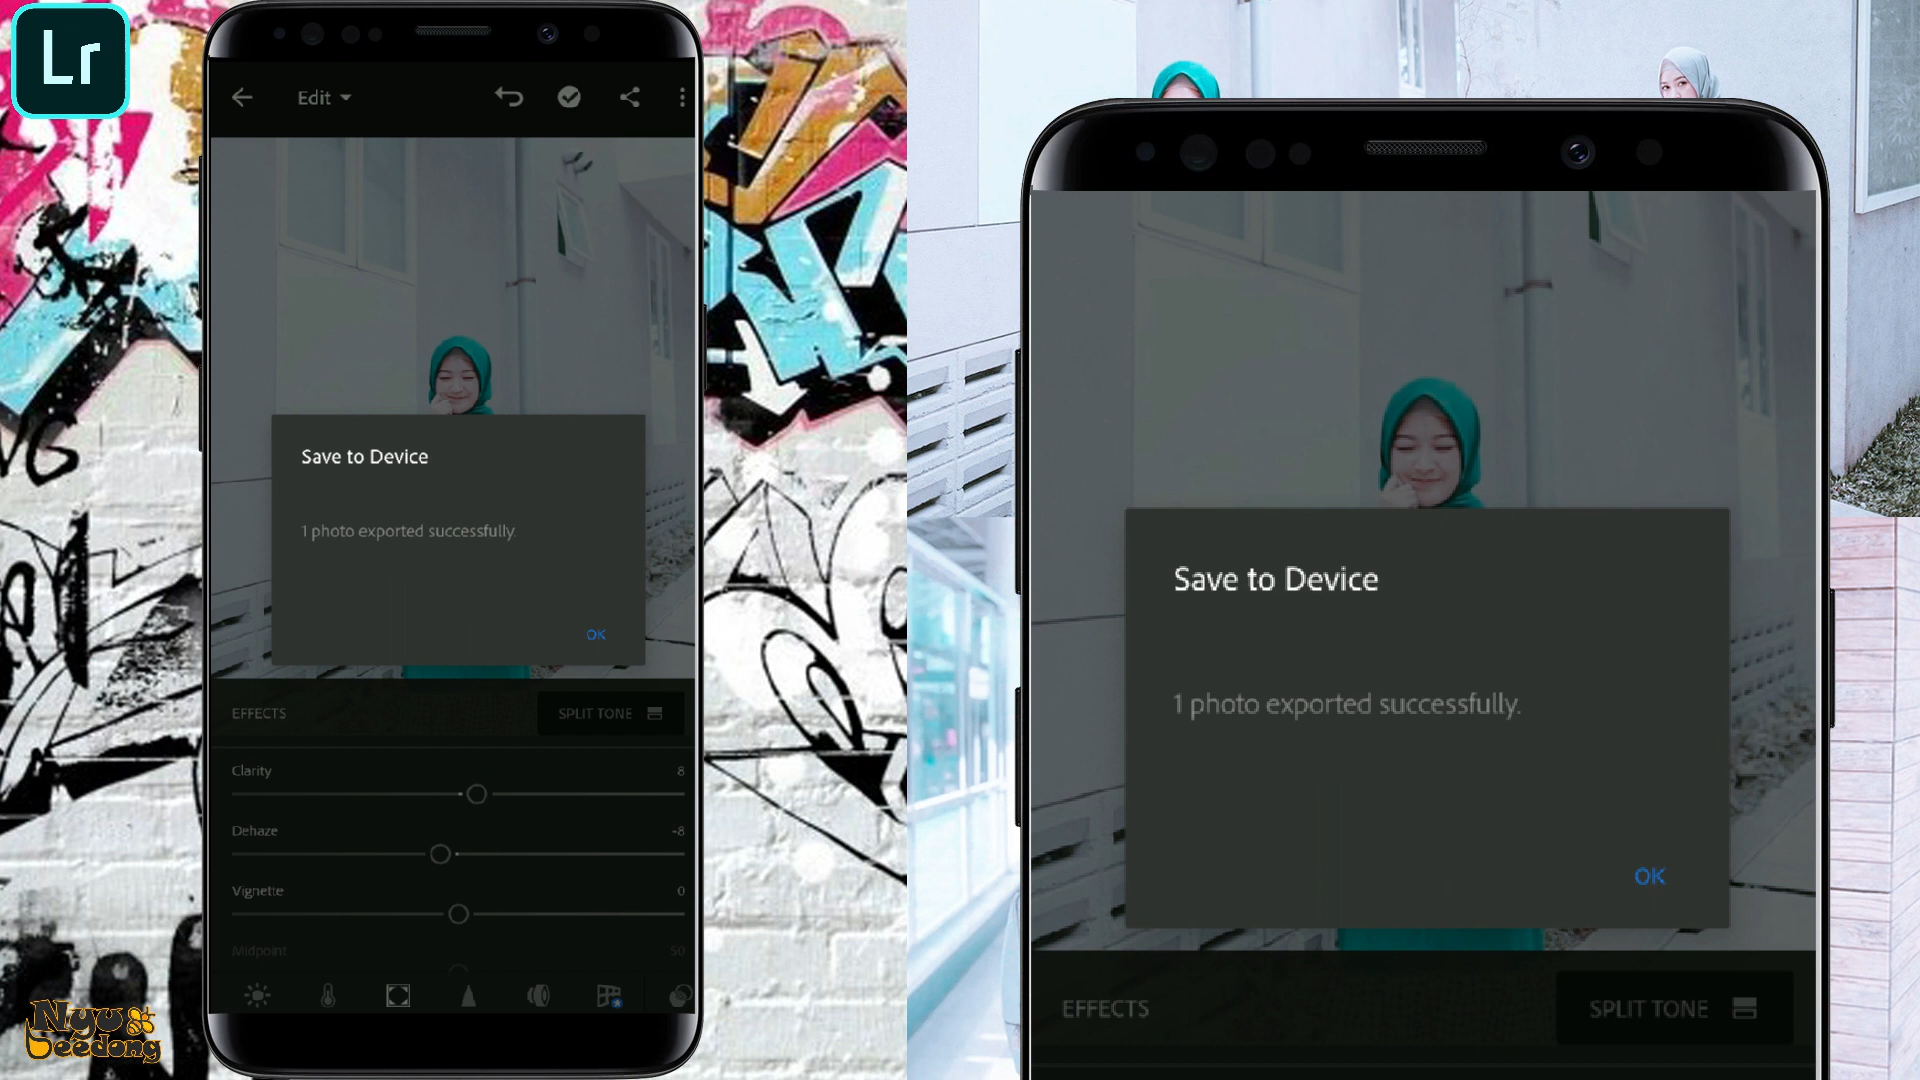 Lr
Edit
Save to Device
1 photo exported successfully.
OK
EFFECTS
SPLIT TONE
Clarity
8
Dehaze
-8
Vignette
0
Midpoint
50
Nyu
Beedong
Save to Device
1 photo exported successfully.
OK
EFFECTS
SPLIT TONE